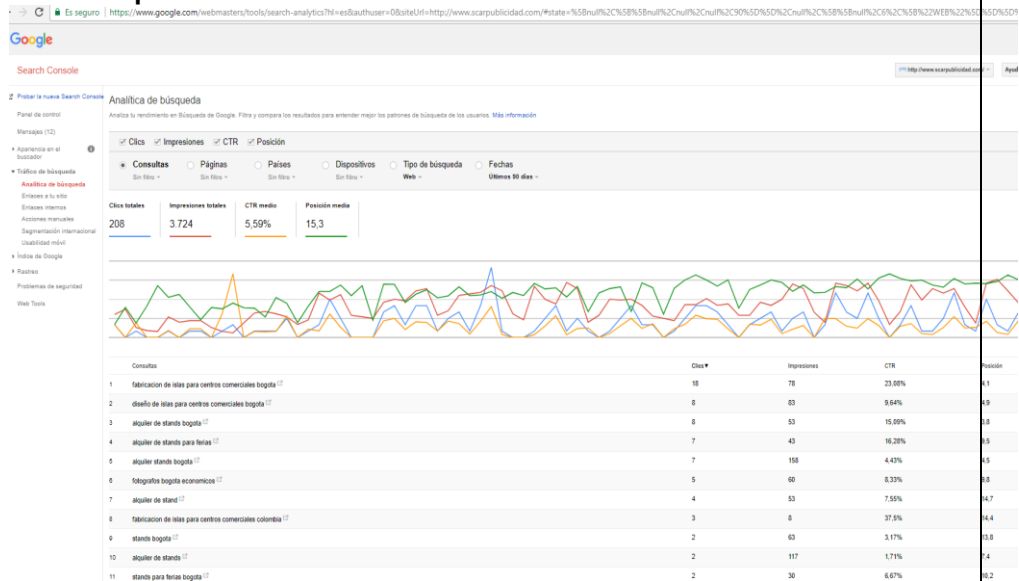 Es seguro | https://www.google.com/webmasters/tools/search-analytics?hl=es&authuser=0&siteUrl=http://www.scarpublicidad.com/#state=%5Bnull%2C%5B%5Bnull%2Cnull%2Cnull%2C90%5D%5D%2Cnull%2C%5B%5Bnull%2C6%2C%5B%22WEB%22%5D%5D%5D%
Google
Search Console
http://www.scarpublicidad.com/
Probar la nueva Search Console
Panel de control
Mensajes (12)
Apariencia en el buscador
Tráfico de búsqueda
Analítica de búsqueda
Enlaces a tu sitio
Enlaces internos
Acciones manuales
Segmentación internacional
Usabilidad móvil
Índice de Google
Rastreo
Problemas de seguridad
Web Tools
Analítica de búsqueda
Analiza tu rendimiento en Búsqueda de Google. Filtra y compara los resultados para entender mejor los patrones de búsqueda de los usuarios. Más información
Clics Impresiones CTR Posición
Consultas Páginas Países Dispositivos Tipo de búsqueda Fechas
Sin filtro Sin filtro Sin filtro Sin filtro Web Últimos 90 días
Clics totales Impresiones totales CTR medio Posición media
208 3.724 5,59% 15,3
Consultas Clics▼ Impresiones CTR Posición
1 fabricacion de islas para centros comerciales bogota 18 78 23,08% 4,1
2 diseño de islas para centros comerciales bogota 8 83 9,64% 4,9
3 alquiler de stands bogota 8 53 15,09% 3,8
4 alquiler de stands para ferias 7 43 16,28% 9,5
5 alquiler stands bogota 7 158 4,43% 4,5
6 fotografos bogota economicos 5 60 8,33% 9,8
7 alquiler de stand 4 53 7,55% 14,7
8 fabricacion de islas para centros comerciales colombia 3 8 37,5% 14,4
9 stands bogota 2 63 3,17% 13,8
10 alquiler de stands 2 117 1,71% 7,4
11 stands para ferias bogota 2 30 6,67% 10,2